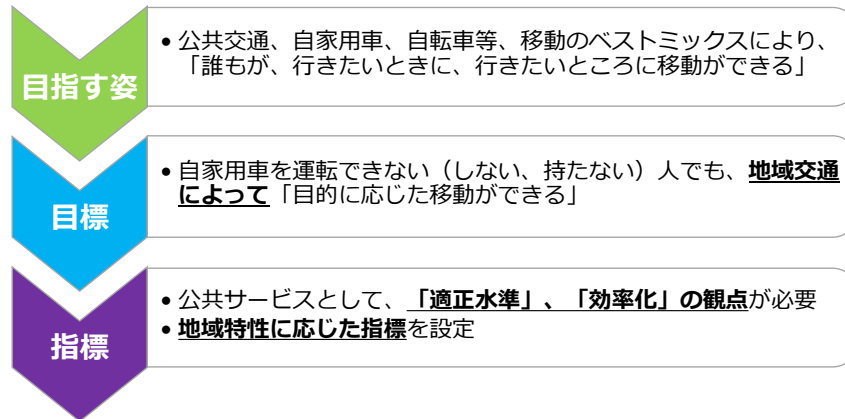 目指す姿
• 公共交通、自家用車、自転車等、移動のベストミックスにより、
「誰もが、行きたいときに、行きたいところに移動ができる」
目標
• 自家用車を運転できない（しない、持たない）人でも、地域交通
によって「目的に応じた移動ができる」
指標
• 公共サービスとして、「適正水準」、「効率化」の観点が必要
• 地域特性に応じた指標を設定